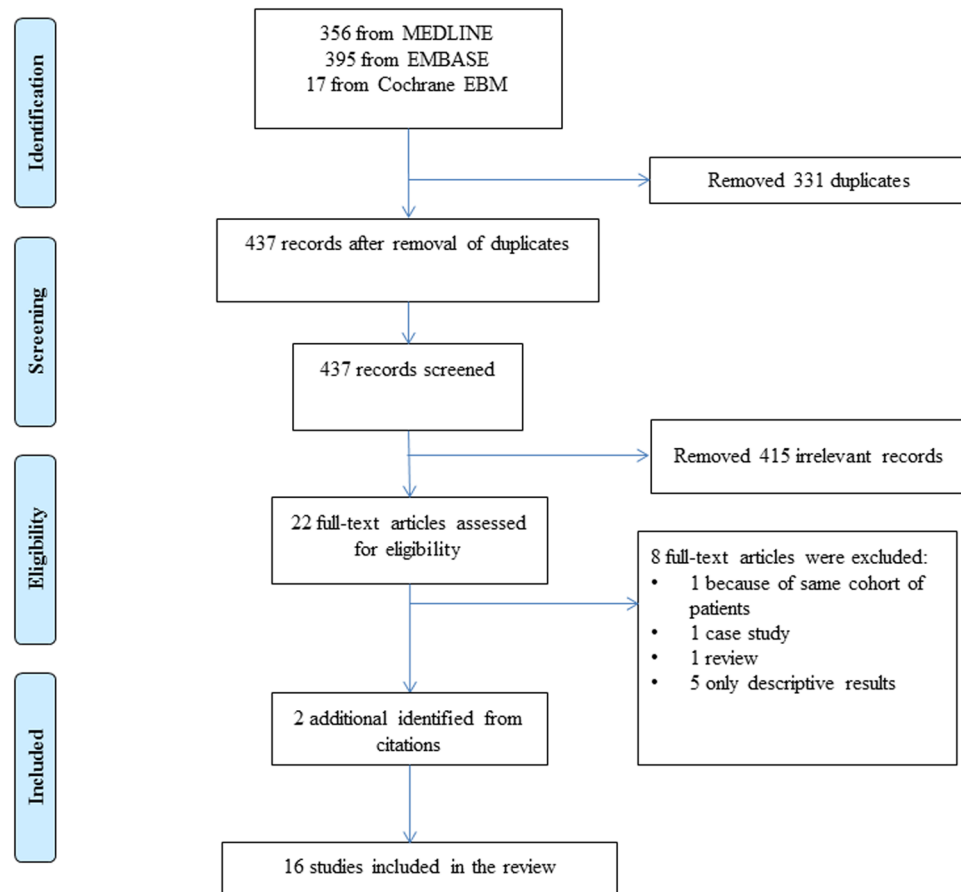 Identification
356 from MEDLINE
395 from EMBASE
17 from Cochrane EBM
Removed 331 duplicates
Screening
437 records after removal of duplicates
437 records screened
Removed 415 irrelevant records
Eligibility
22 full-text articles assessed
for eligibility
8 full-text articles were excluded:
• 1 because of same cohort of
patients
• 1 case study
• 1 review
• 5 only descriptive results
Included
2 additional identified from
citations
16 studies included in the review